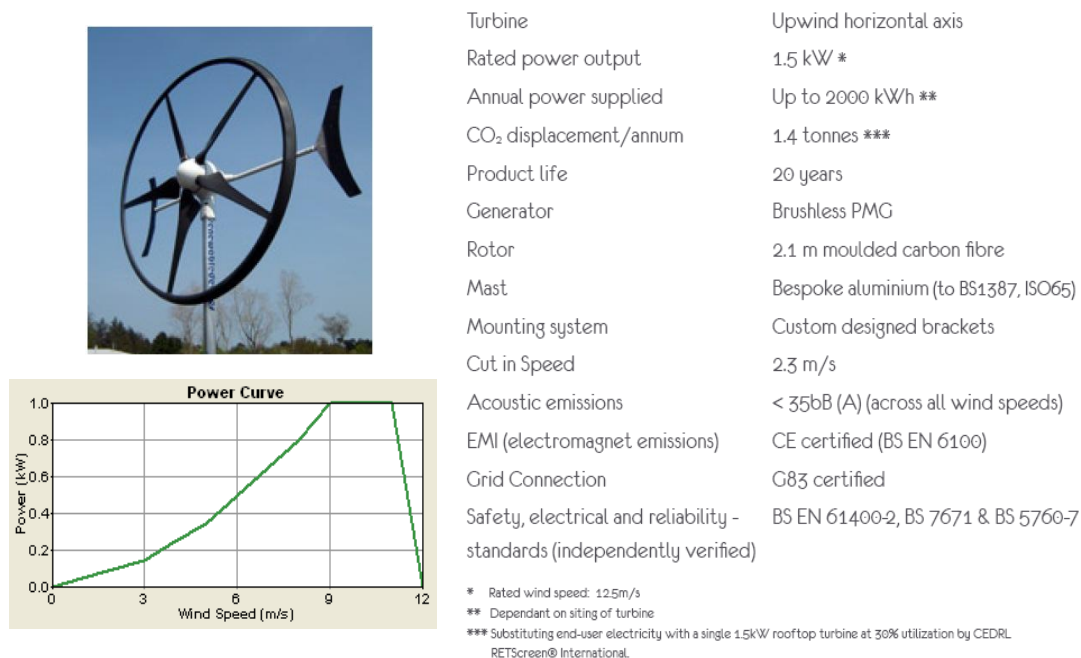 Turbine Upwind horizontal axis
Rated power output 1.5 kW *
Annual power supplied Up to 2000 kWh **
CO₂ displacement/annum 1.4 tonnes ***
Product life 20 years
Generator Brushless PMG
Rotor 2.1 m moulded carbon fibre
Mast Bespoke aluminium (to BS1387, ISO65)
Mounting system Custom designed brackets
Cut in Speed 2.3 m/s
Acoustic emissions < 35bB (A) (across all wind speeds)
EMI (electromagnet emissions) CE certified (BS EN 6100)
Grid Connection G83 certified
Safety, electrical and reliability - BS EN 61400-2, BS 7671 & BS 5760-7
standards (independently verified)
* Rated wind speed: 12.5m/s
** Dependant on siting of turbine
*** Substituting end-user electricity with a single 1.5kW rooftop turbine at 30% utilization by CEDRL
RETScreen® International.
Power Curve
Power (kW)
1.0
0.8
0.6
0.4
0.2
0.0
0 3 6 9 12
Wind Speed (m/s)